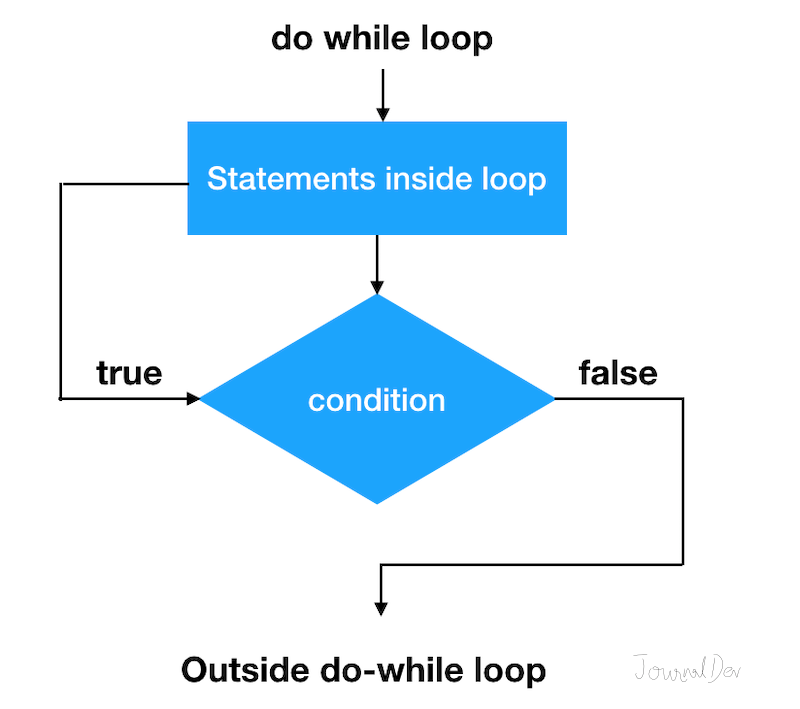 do while loop
Statements inside loop
true
false
condition
Outside do-while loop
JournalDev